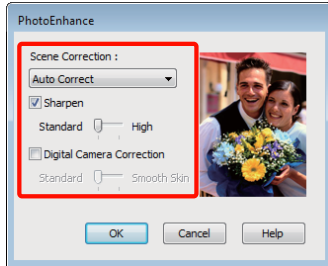 PhotoEnhance
Scene Correction :
Auto Correct
Sharpen
Standard High
Digital Camera Correction
Standard Smooth Skin
OK Cancel Help